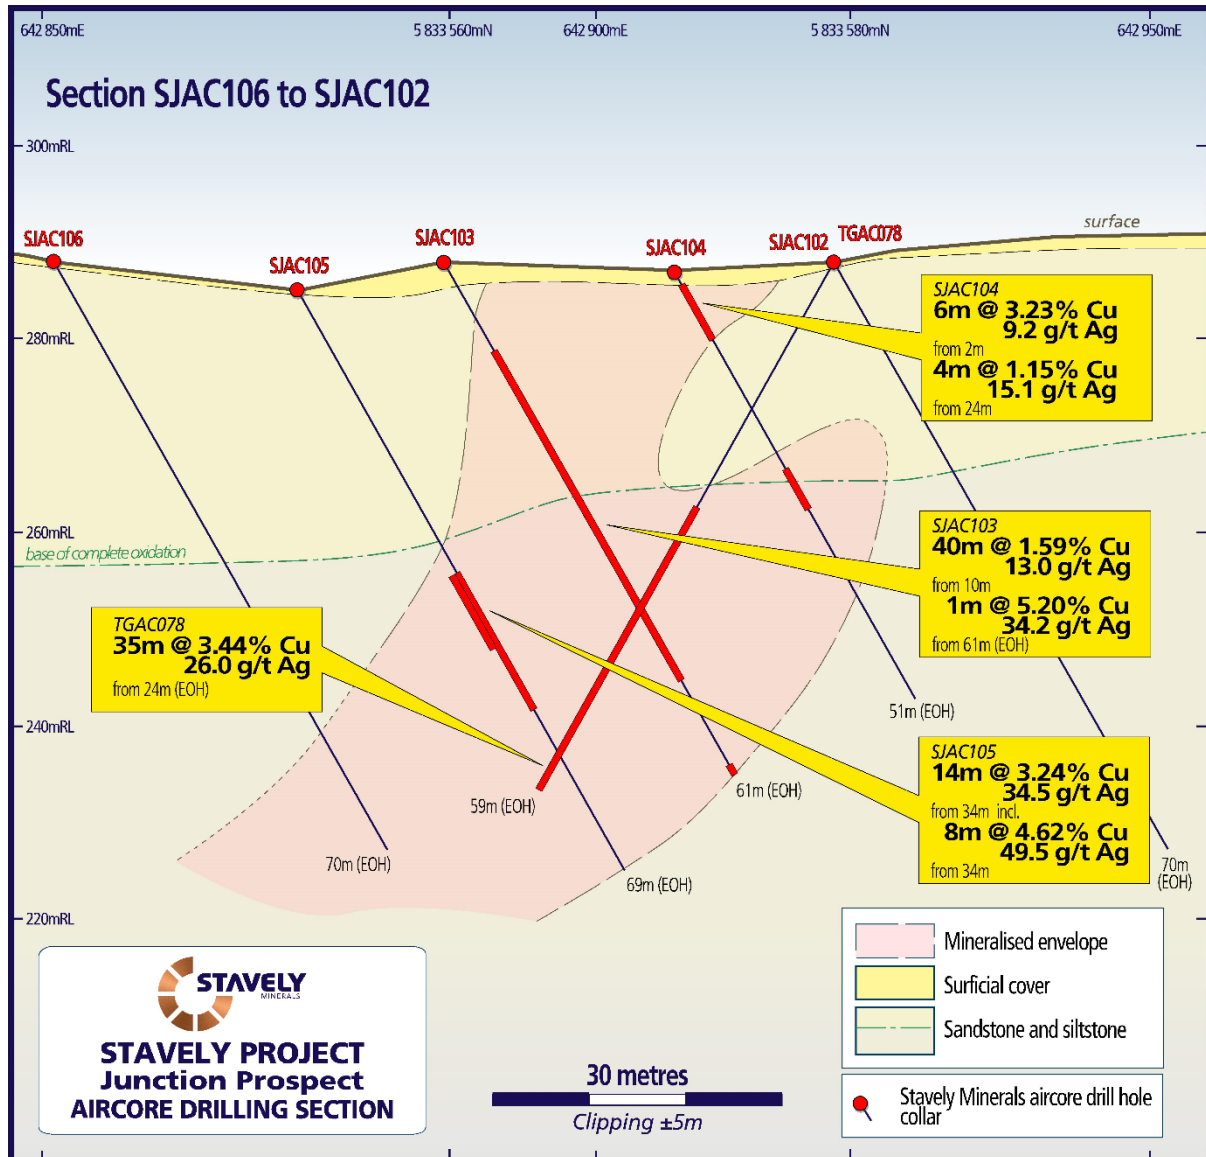 642 850mE
5 833 560mN
642 900mE
5 833 580mN
642 950mE
Section SJAC106 to SJAC102
300mRL
SJAC106
SJAC105
SJAC103
SJAC104
SJAC102
TGAC078
surface
280mRL
SJAC104
6m @ 3.23% Cu
9.2 g/t Ag
from 2m
4m @ 1.15% Cu
15.1 g/t Ag
from 24m
260mRL
base of complete oxidation
SJAC103
40m @ 1.59% Cu
13.0 g/t Ag
from 10m
1m @ 5.20% Cu
34.2 g/t Ag
from 61m (EOH)
TGAC078
35m @ 3.44% Cu
26.0 g/t Ag
from 24m (EOH)
240mRL
51m (EOH)
SJAC105
14m @ 3.24% Cu
34.5 g/t Ag
from 34m incl.
8m @ 4.62% Cu
49.5 g/t Ag
from 34m
59m (EOH)
61m (EOH)
70m (EOH)
69m (EOH)
70m
(EOH)
220mRL
Mineralised envelope
Surficial cover
Sandstone and siltstone
Stavely Minerals aircore drill hole
collar
STAVELY
MINERALS
STAVELY PROJECT
Junction Prospect
AIRCORE DRILLING SECTION
30 metres
Clipping ±5m